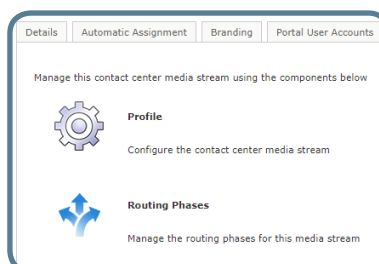 Details Automatic Assignment Branding Portal User Accounts
Manage this contact center media stream using the components below
Profile
Configure the contact center media stream
Routing Phases
Manage the routing phases for this media stream